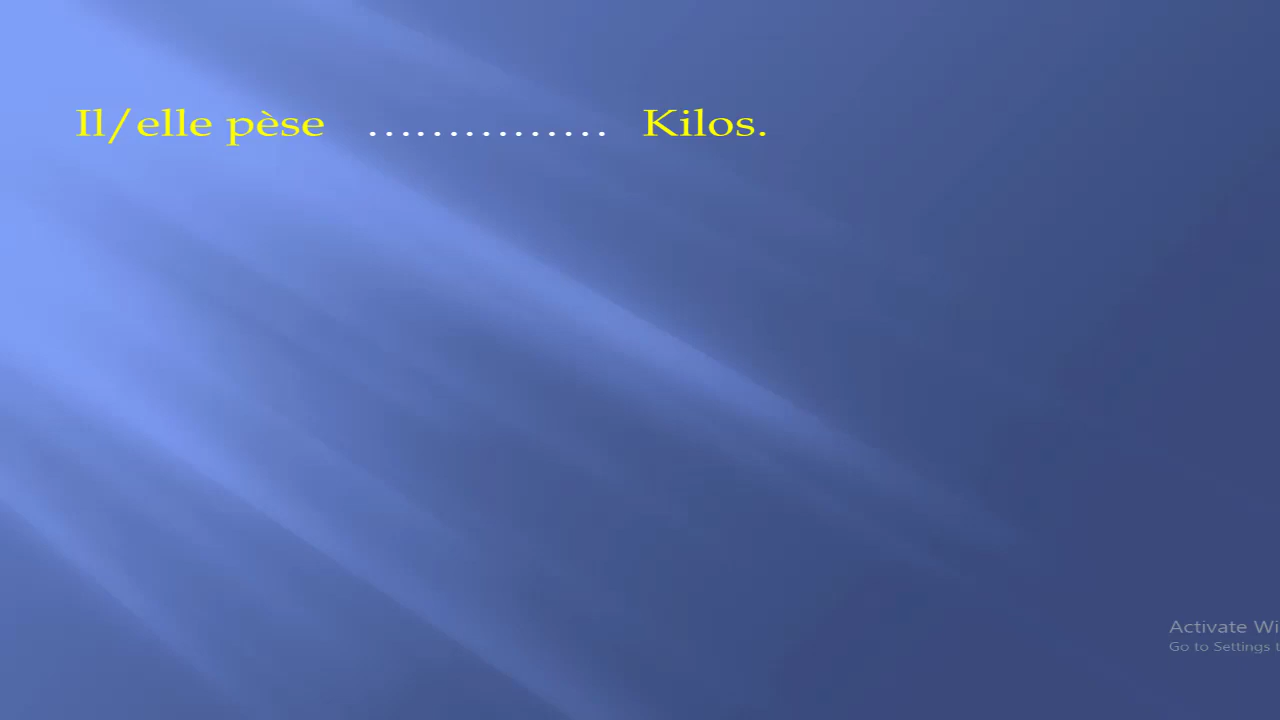 Il/elle pèse …………… Kilos.
Activate Wi
Go to Settings t